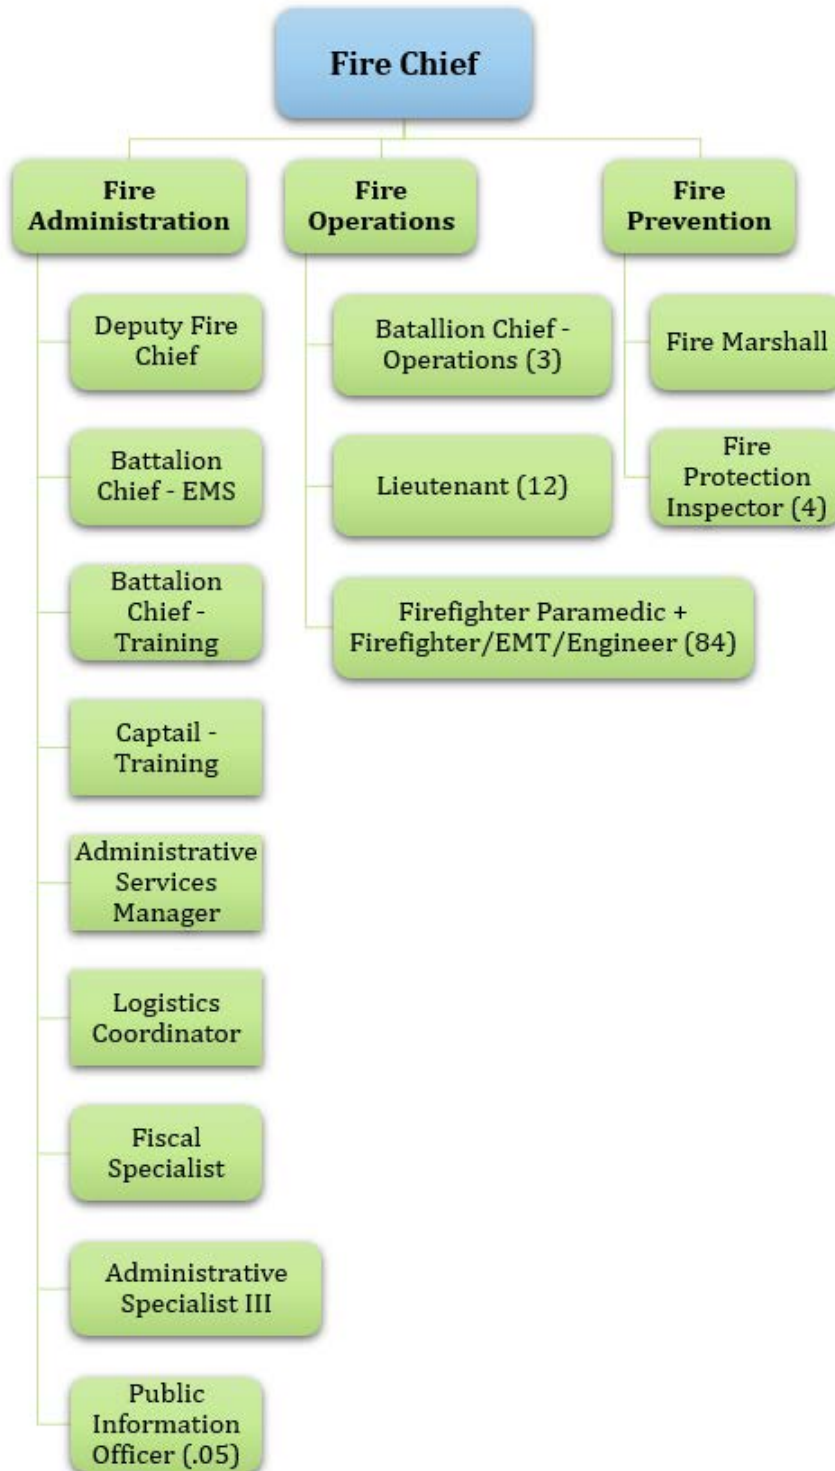 Fire Chief
Fire
Administration
Deputy Fire
Chief
Battalion
Chief - EMS
Battalion
Chief -
Training
Captail -
Training
Administrative
Services
Manager
Logistics
Coordinator
Fiscal
Specialist
Administrative
Specialist III
Public
Information
Officer (.05)
Fire
Operations
Batallion Chief -
Operations (3)
Lieutenant (12)
Firefighter Paramedic +
Firefighter/EMT/Engineer (84)
Fire
Prevention
Fire Marshall
Fire
Protection
Inspector (4)